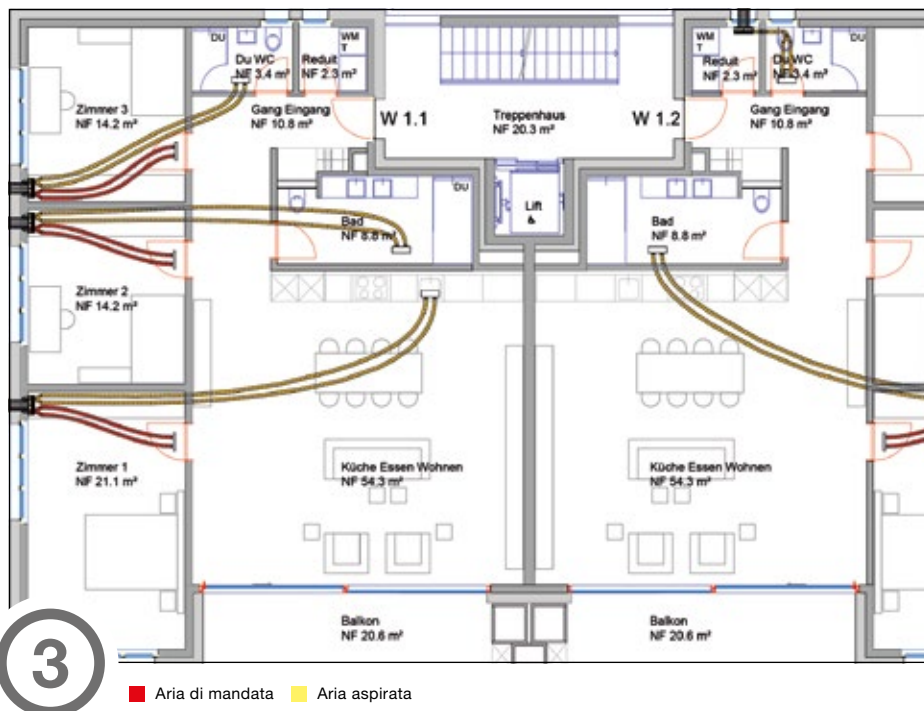 DU
Du WC
NF 3.4 m²
Reduit
NF 2.3 m²
WM
T
WM
T
Reduit
NF 2.3 m²
Du WC
NF 3.4 m²
DU
Zimmer 3
NF 14.2 m²
Gang Eingang
NF 10.8 m²
W 1.1
Treppenhaus
NF 20.3 m²
W 1.2
Gang Eingang
NF 10.8 m²
DU
Lift
Bad
NF 8.8 m²
Bad
NF 8.8 m²
Zimmer 2
NF 14.2 m²
Zimmer 1
NF 21.1 m²
Küche Essen Wohnen
NF 54.3 m²
Küche Essen Wohnen
NF 54.3 m²
Balkon
NF 20.6 m²
Balkon
NF 20.6 m²
3
Aria di mandata
Aria aspirata